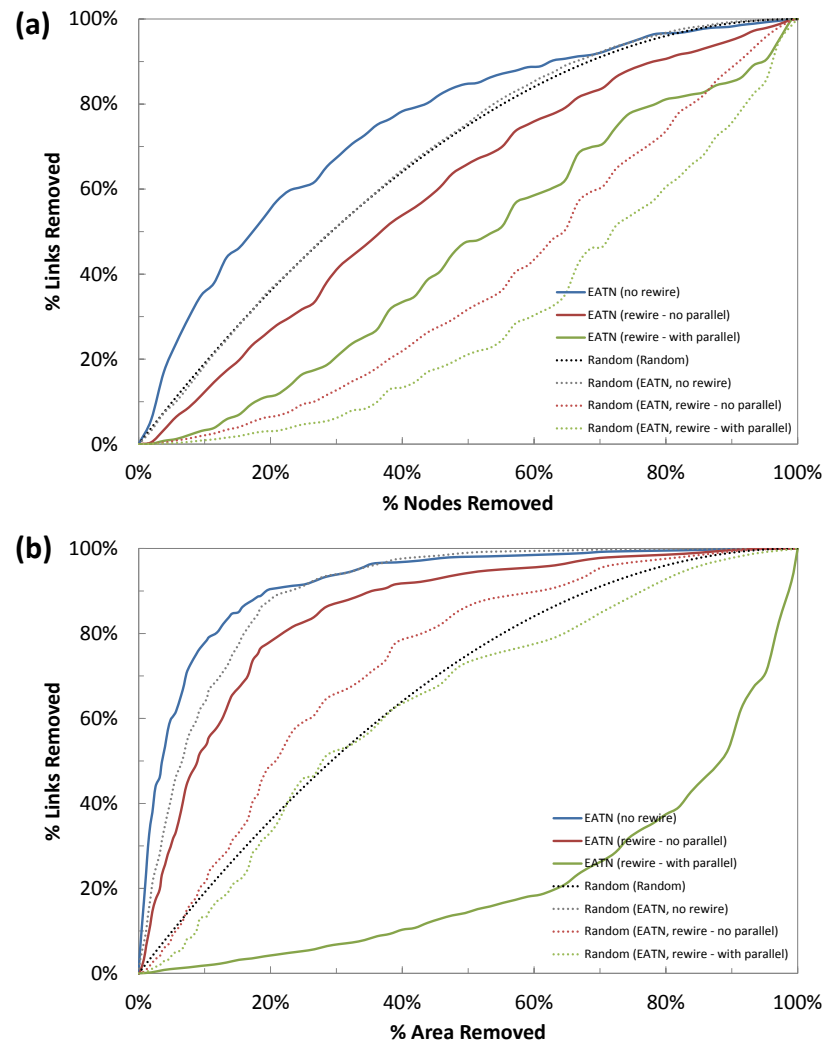 (a)
100%
80%
60%
40%
20%
0%
% Links Removed
EATN (no rewire)
EATN (rewire - no parallel)
EATN (rewire - with parallel)
Random (Random)
Random (EATN, no rewire)
Random (EATN, rewire - no parallel)
Random (EATN, rewire - with parallel)
0% 20% 40% 60% 80% 100%
% Nodes Removed
(b)
100%
80%
60%
40%
20%
0%
% Links Removed
EATN (no rewire)
EATN (rewire - no parallel)
EATN (rewire - with parallel)
Random (Random)
Random (EATN, no rewire)
Random (EATN, rewire - no parallel)
Random (EATN, rewire - with parallel)
0% 20% 40% 60% 80% 100%
% Area Removed